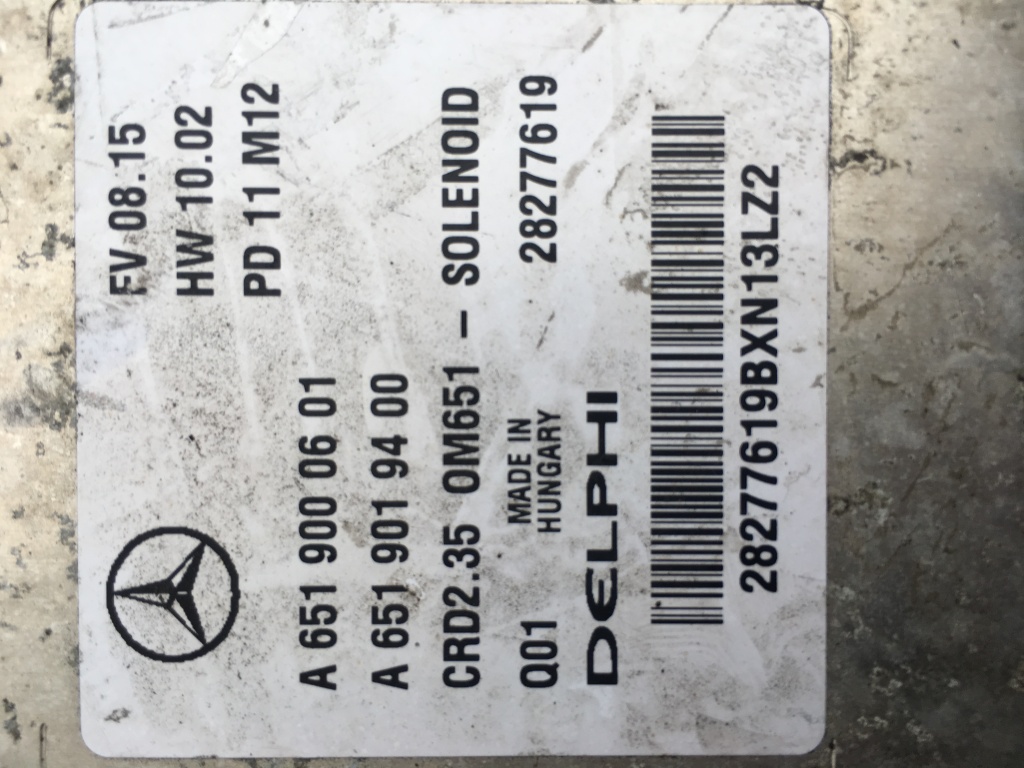 FV 08.15
HW 10.02
PD 11 M12
A 651 900 06 01
A 651 901 94 00
CRD2.35 OM651 – SOLENOID
Q01 MADE IN HUNGARY 28277619
DELPHI
28277619BXN13LZ2